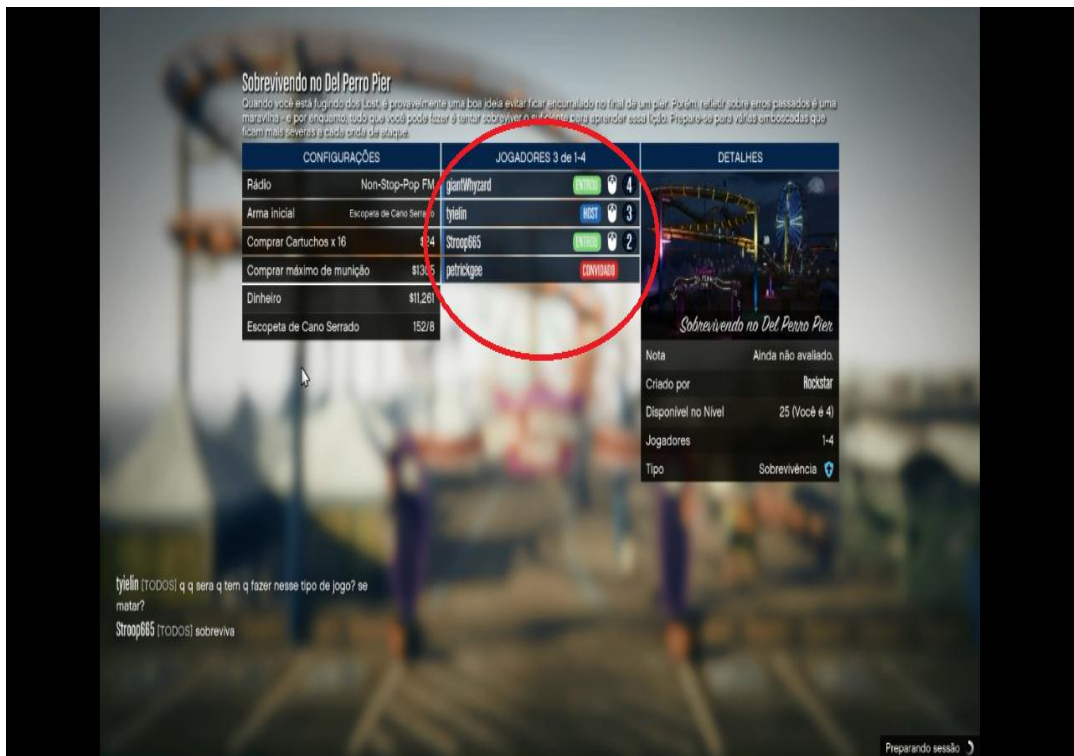 Sobrevivendo no Del Perro Pier
Quando você está fugindo dos Lost, é provavelmente uma boa ideia evitar ficar encurralado no final de um píer. Porém, refletir sobre erros passados é uma
maravilha - e por enquanto, tudo que você pode fazer é tentar sobreviver o suficiente para aprender essa lição. Prepare-se para várias emboscadas que
ficam mais severas a cada onda de ataque.
CONFIGURAÇÕES
Rádio Non-Stop-Pop FM
Arma inicial Escopeta de Cano Serrado
Comprar Cartuchos x 16 $24
Comprar máximo de munição
Dinheiro $11,261
Escopeta de Cano Serrado 152/8
JOGADORES 3 de 1-4
giantWhyzard ENTROU 4
tyielin HOST 3
Stroop665 ENTROU 2
petrickgee CONVIDADO
DETALHES
Sobrevivendo no Del Perro Pier
Nota Ainda não avaliado.
Criado por Rockstar
Disponível no Nível 25 (Você é 4)
Jogadores 1-4
Tipo Sobrevivência
tyielin [TODOS] q q sera q tem q fazer nesse tipo de jogo? se
matar?
Stroop665 [TODOS] sobreviva
Preparando sessão